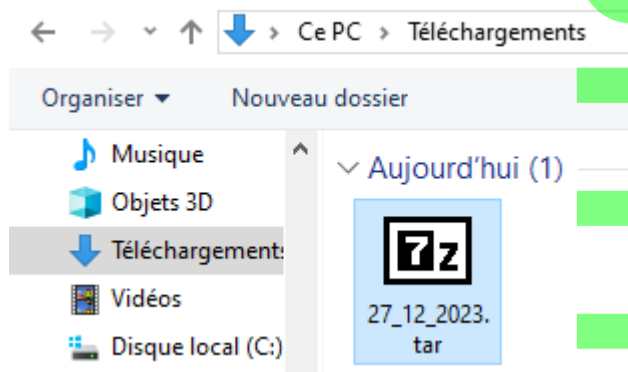 Ce PC > Téléchargements
Organiser Nouveau dossier
Musique
Aujourd'hui (1)
Objets 3D
Téléchargements
Vidéos
7z
27_12_2023.
tar
Disque local (C:)